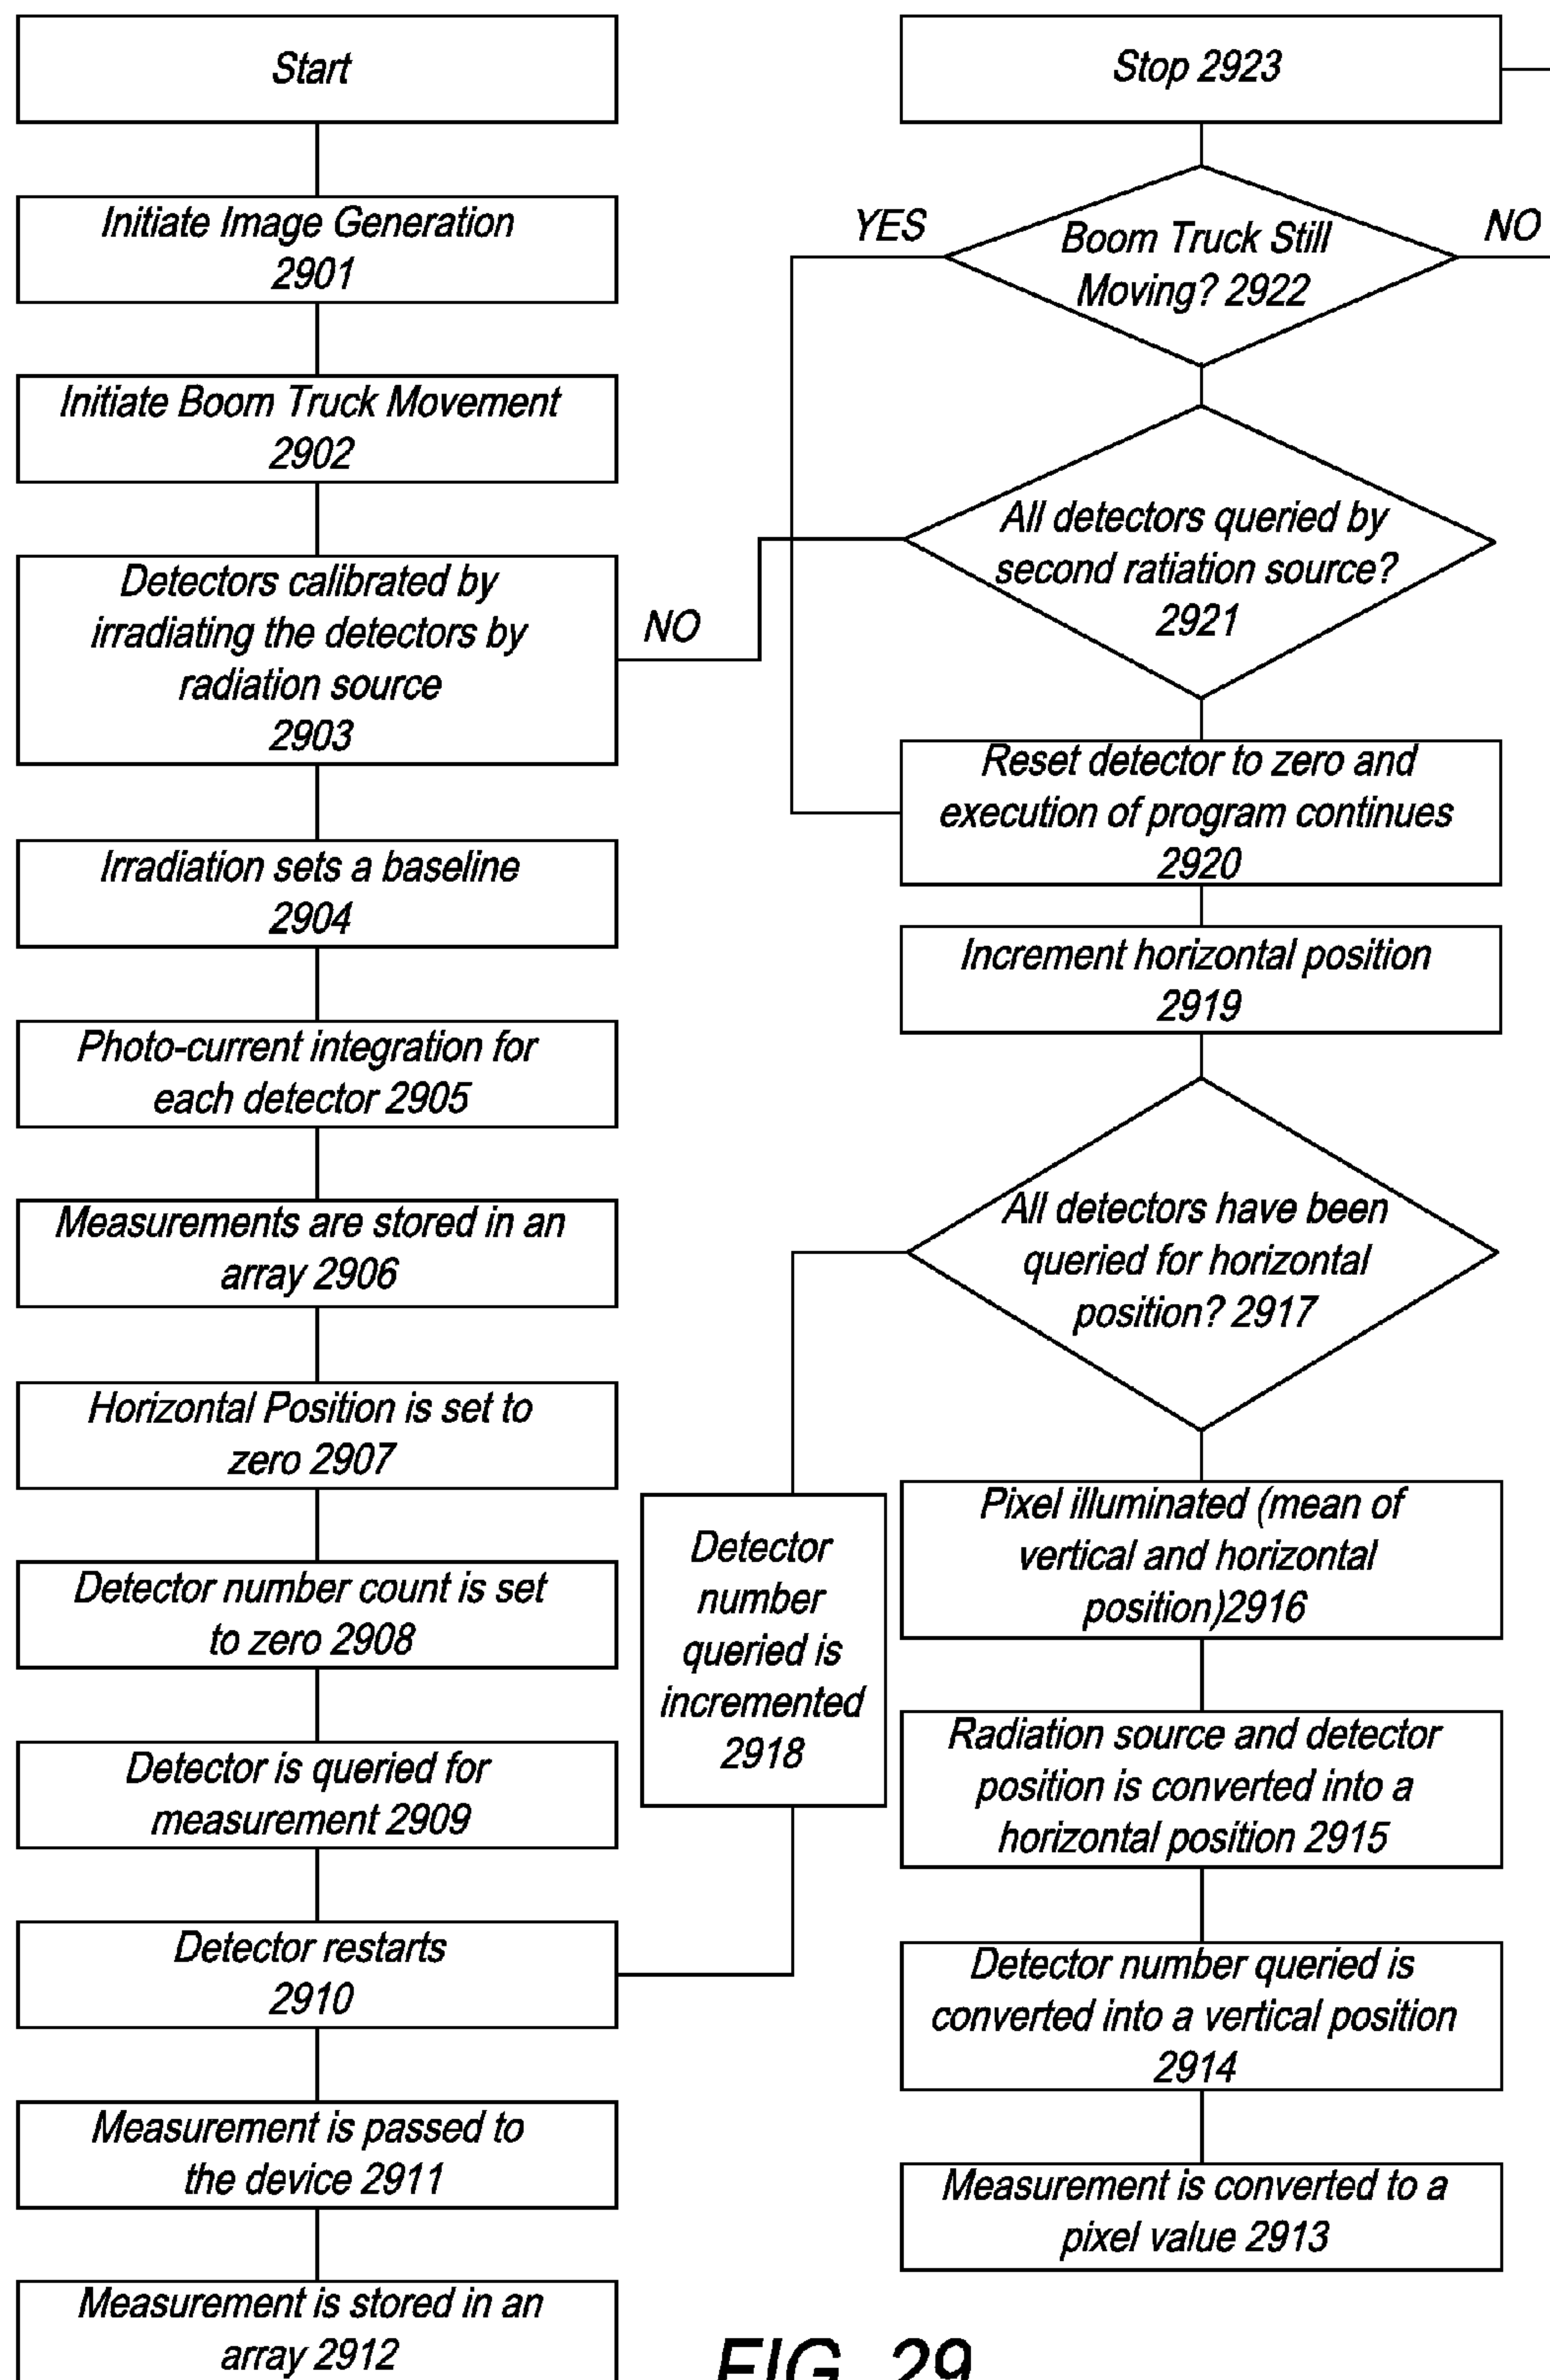 Start
Initiate Image Generation
2901
Initiate Boom Truck Movement
2902
Detectors calibrated by
irradiating the detectors by
radiation source
2903
NO
Irradiation sets a baseline
2904
Photo-current integration for
each detector 2905
Measurements are stored in an
array 2906
Horizontal Position is set to
zero 2907
Detector number count is set
to zero 2908
Detector is queried for
measurement 2909
Detector restarts
2910
Measurement is passed to
the device 2911
Measurement is stored in an
array 2912
Detector
number
queried is
incremented
2918
Stop 2923
YES
Boom Truck Still
Moving? 2922
NO
All detectors queried by
second ratiation source?
2921
Reset detector to zero and
execution of program continues
2920
Increment horizontal position
2919
All detectors have been
queried for horizontal
position? 2917
Pixel illuminated (mean of
vertical and horizontal
position)2916
Radiation source and detector
position is converted into a
horizontal position 2915
Detector number queried is
converted into a vertical position
2914
Measurement is converted to a
pixel value 2913
FIG. 29